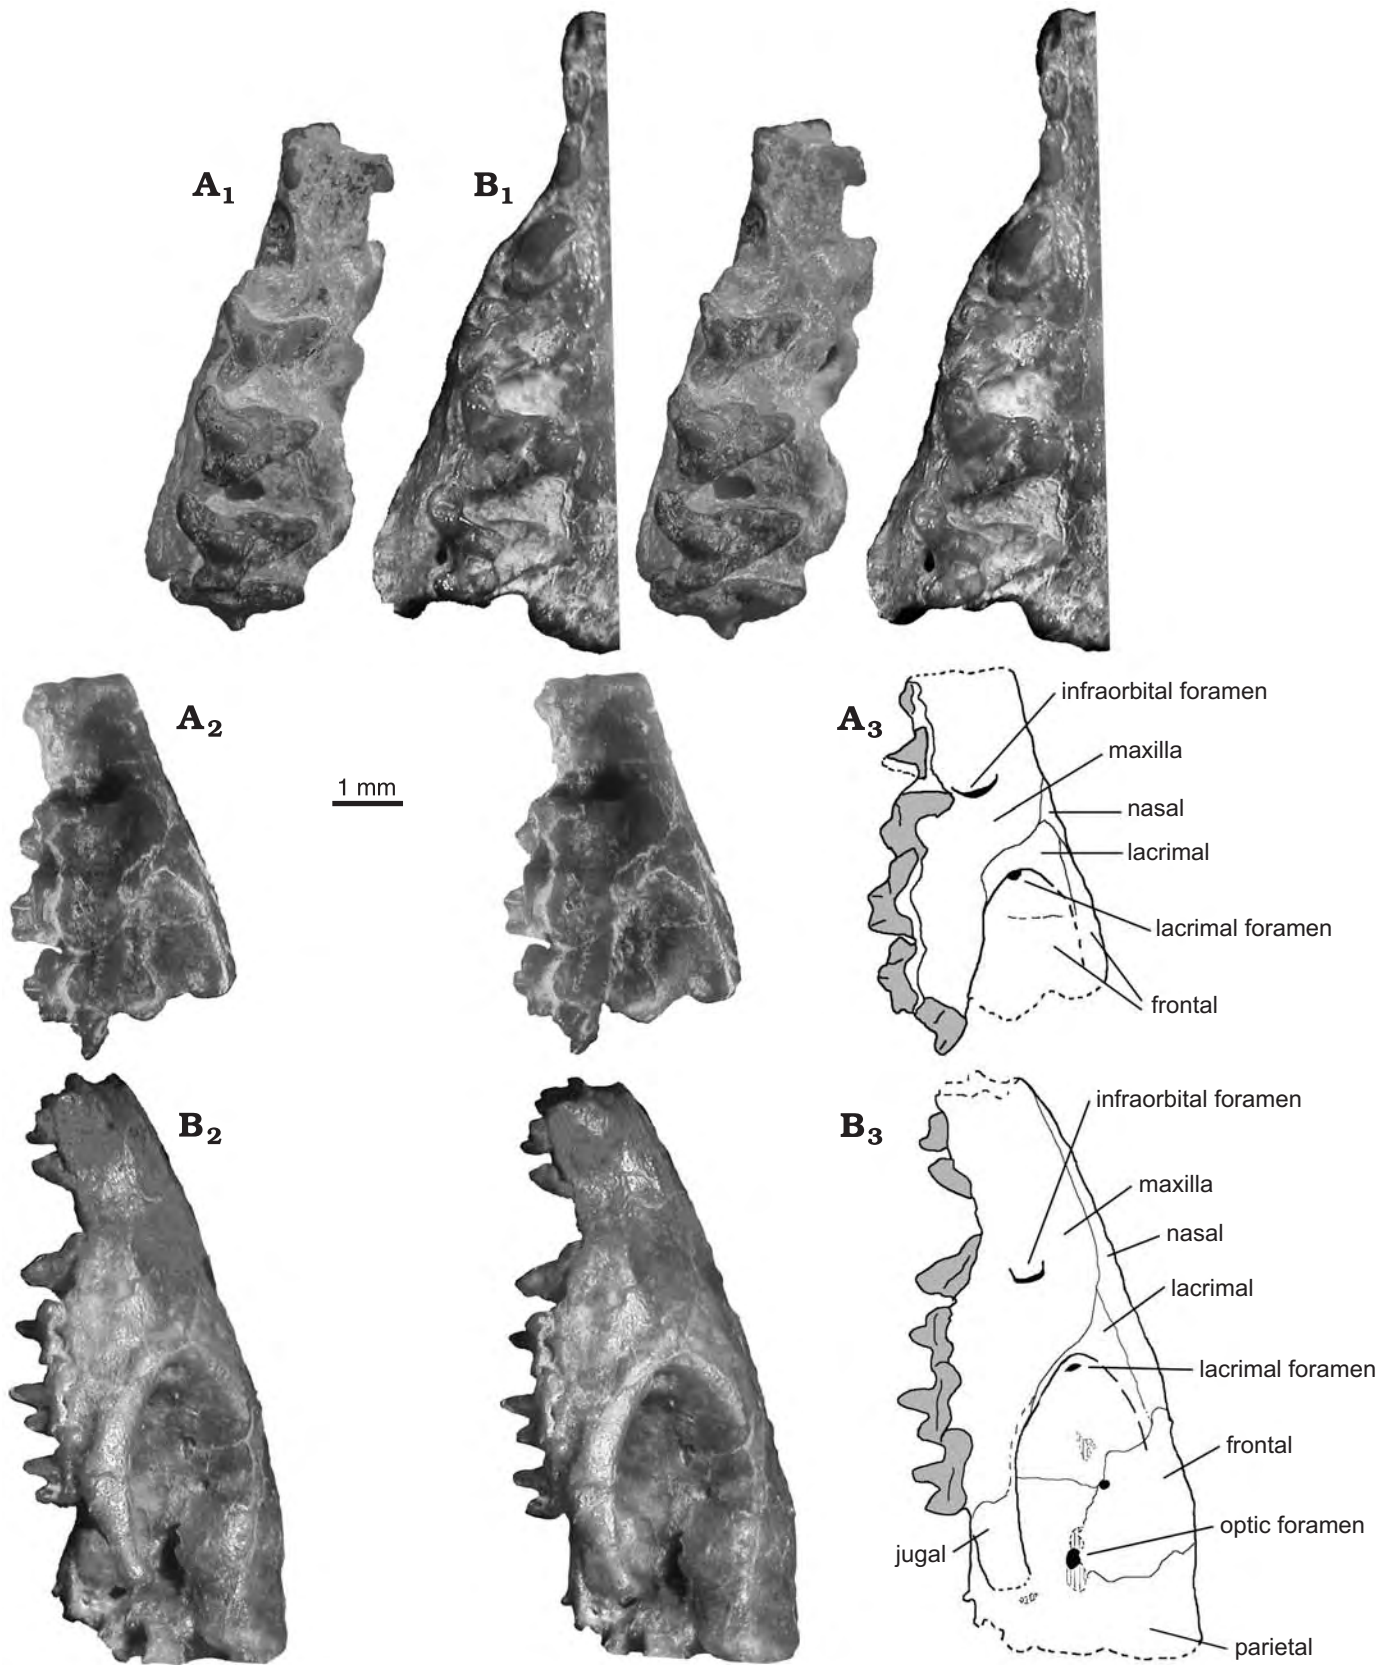 A1
B1
A2
1 mm
A3
infraorbital foramen
maxilla
nasal
lacrimal
lacrimal foramen
frontal
B2
B3
infraorbital foramen
maxilla
nasal
lacrimal
lacrimal foramen
frontal
optic foramen
jugal
parietal